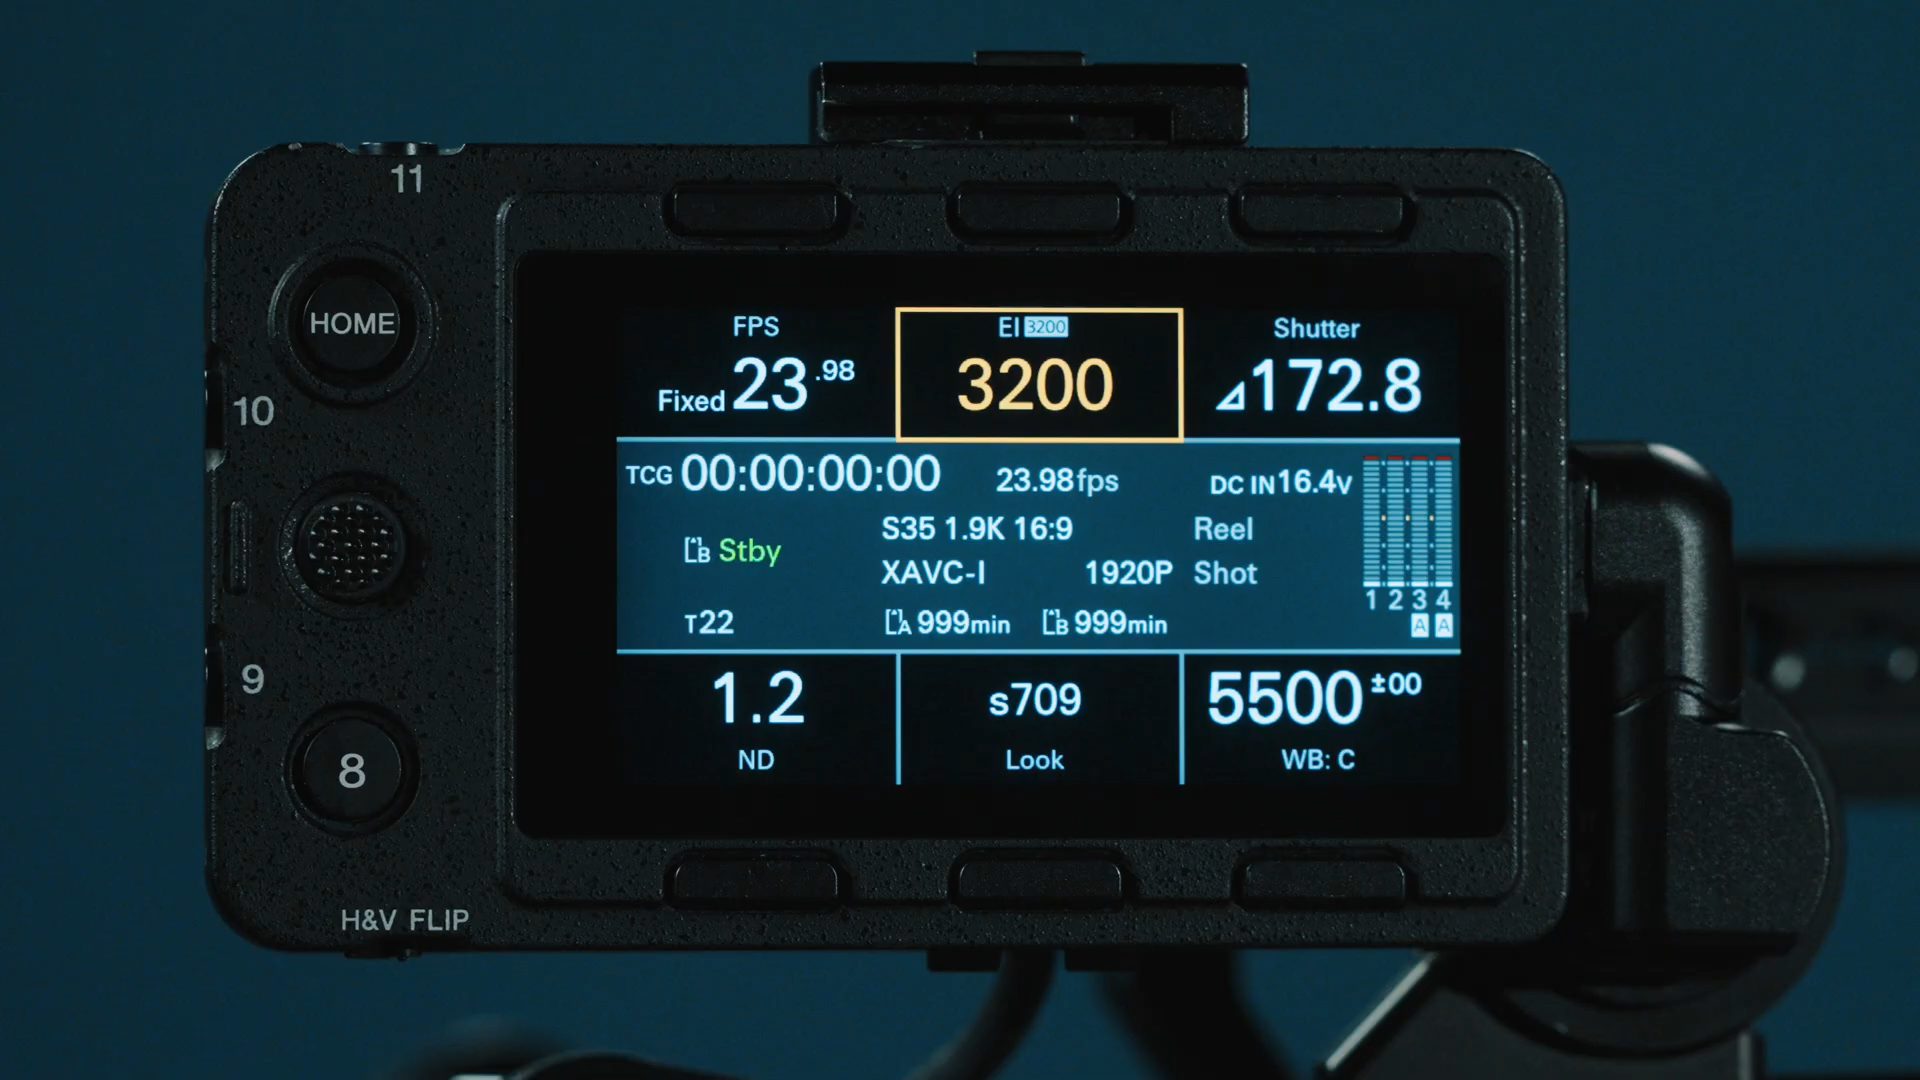 11
HOME
10
9
8
H&V FLIP
FPS
Fixed 23.98
EI 3200
3200
Shutter
⊿172.8
TCG 00:00:00:00 23.98fps DC IN 16.4V
S35 1.9K 16:9 Reel
B Stby
XAVC-I 1920P Shot
1 2 3 4
T22 A 999min B 999min
A A
1.2
ND
s709
Look
5500±00
WB: C